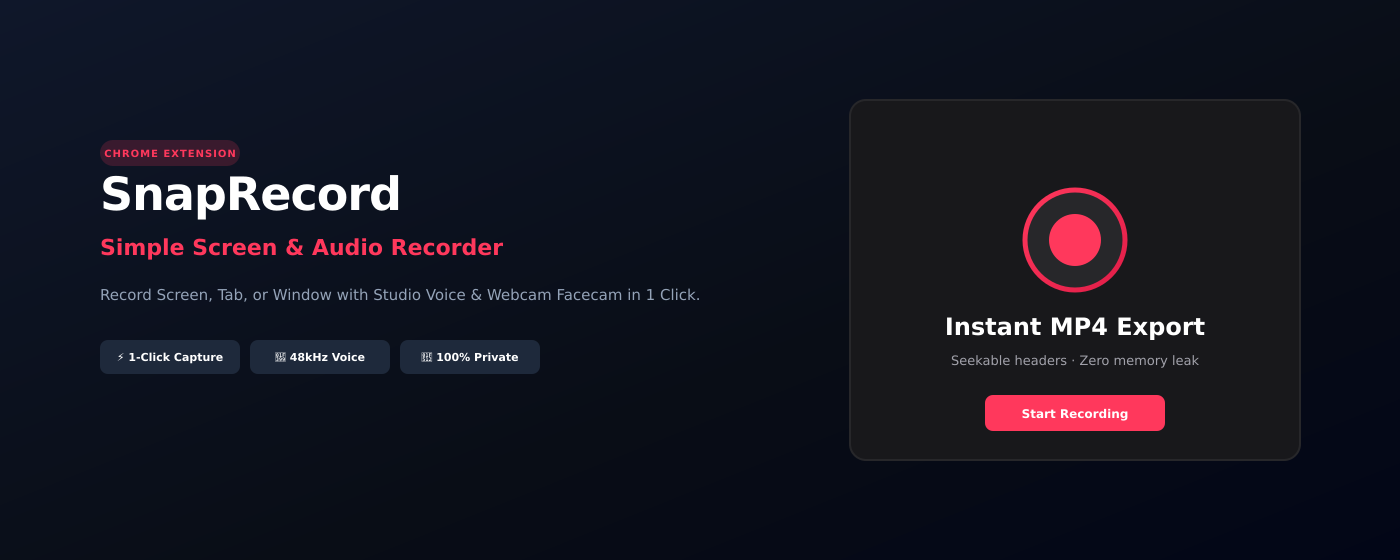 CHROME EXTENSION
SnapRecord
Simple Screen & Audio Recorder
Record Screen, Tab, or Window with Studio Voice & Webcam Facecam in 1 Click.
⚡ 1-Click Capture
48kHz Voice
100% Private
Instant MP4 Export
Seekable headers · Zero memory leak
Start Recording